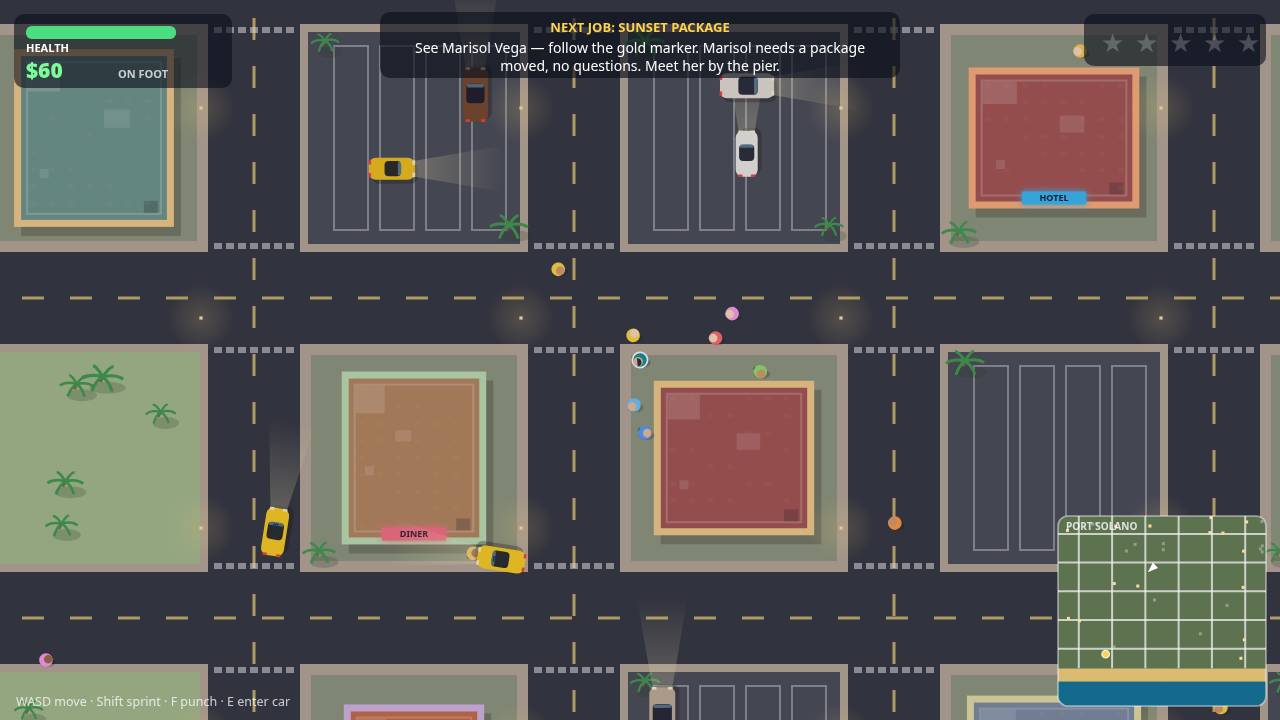 HEALTH
$60
ON FOOT
NEXT JOB: SUNSET PACKAGE
See Marisol Vega — follow the gold marker. Marisol needs a package
moved, no questions. Meet her by the pier.
HOTEL
DINER
PORT SOLANO
WASD move · Shift sprint · F punch · E enter car